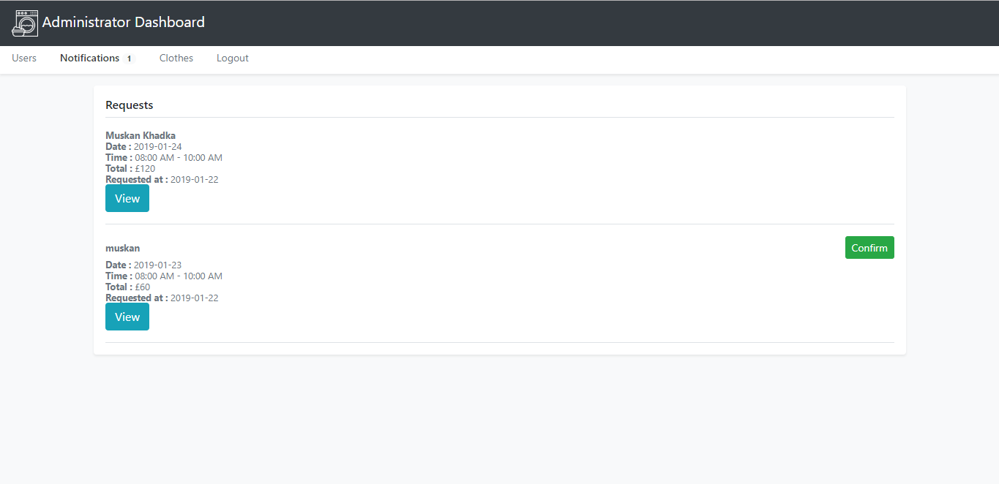 Administrator Dashboard
Users Notifications 1 Clothes Logout
Requests
Muskan Khadka
Date : 2019-01-24
Time : 08:00 AM - 10:00 AM
Total : £120
Requested at : 2019-01-22
View
muskan Confirm
Date : 2019-01-23
Time : 08:00 AM - 10:00 AM
Total : £60
Requested at : 2019-01-22
View